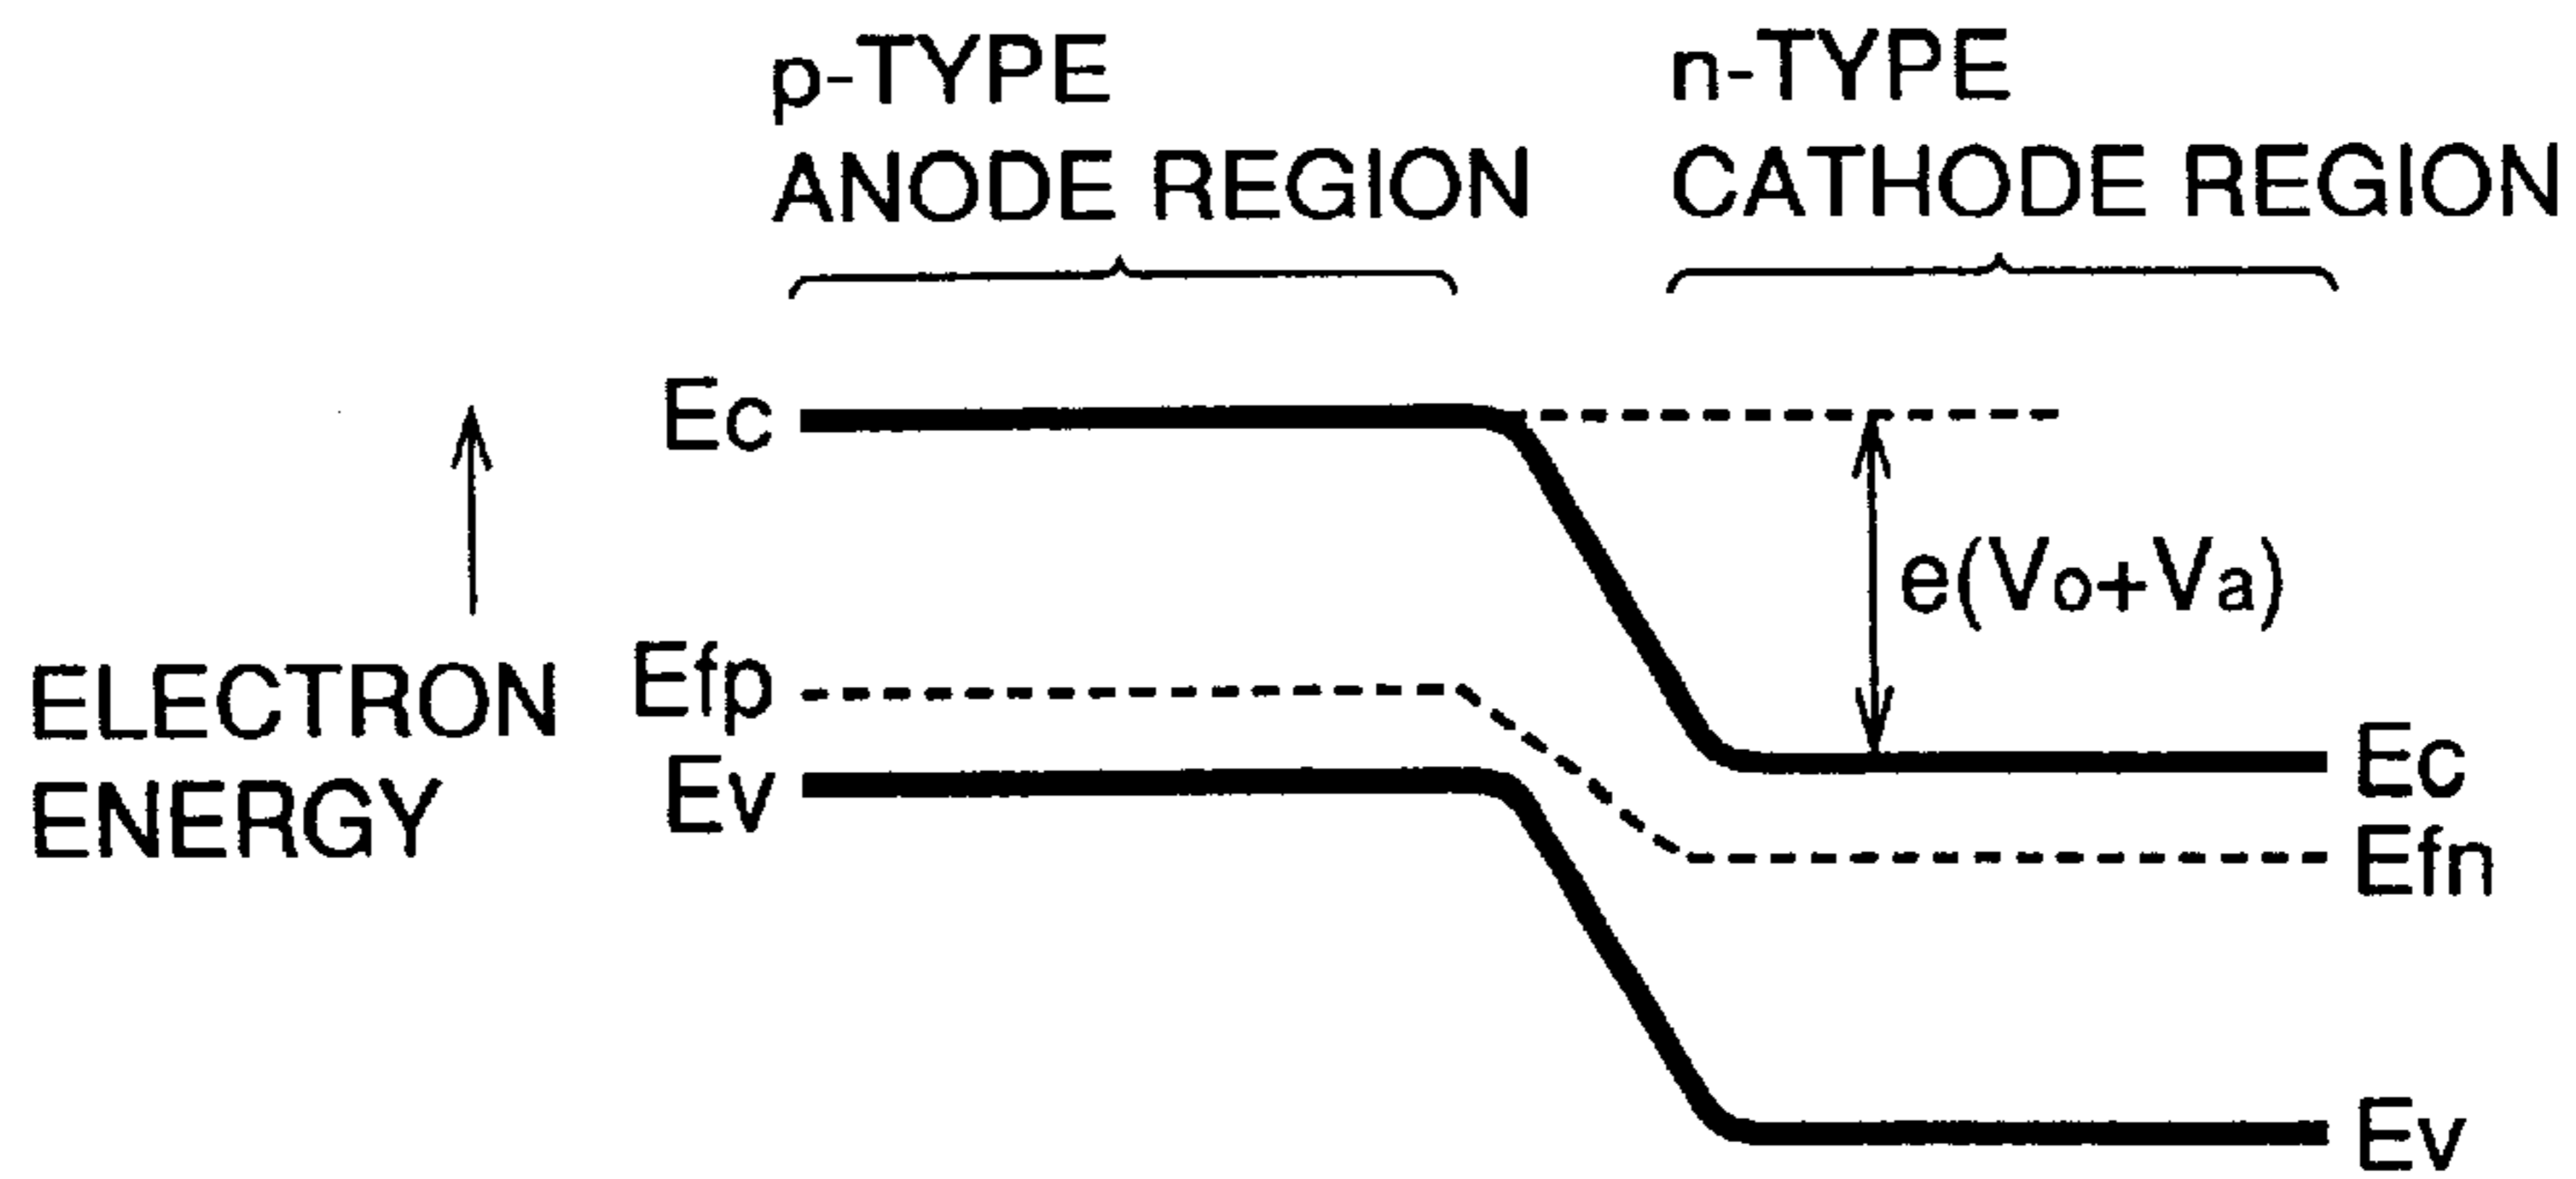 p-TYPE
ANODE REGION
n-TYPE
CATHODE REGION
Ec
e(Vo+Va)
ELECTRON
ENERGY
Efp
Ev
Ec
Efn
Ev